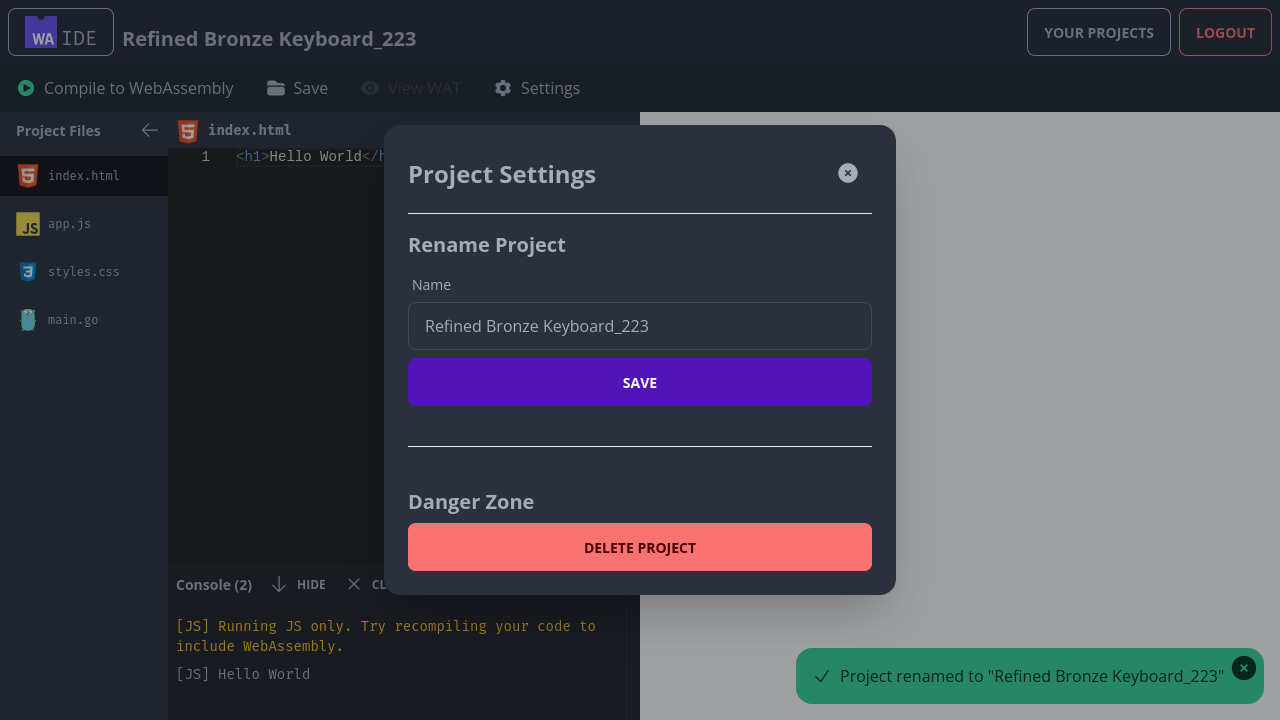 WA IDE
Refined Bronze Keyboard_223
YOUR PROJECTS
LOGOUT
Compile to WebAssembly
Save
View WAT
Settings
Project Files
index.html
app.js
styles.css
main.go
index.html
1 <h1>Hello World</h
Project Settings
Rename Project
Name
Refined Bronze Keyboard_223
SAVE
Danger Zone
DELETE PROJECT
Console (2)
HIDE
CL
[JS] Running JS only. Try recompiling your code to
include WebAssembly.
[JS] Hello World
Project renamed to "Refined Bronze Keyboard_223"